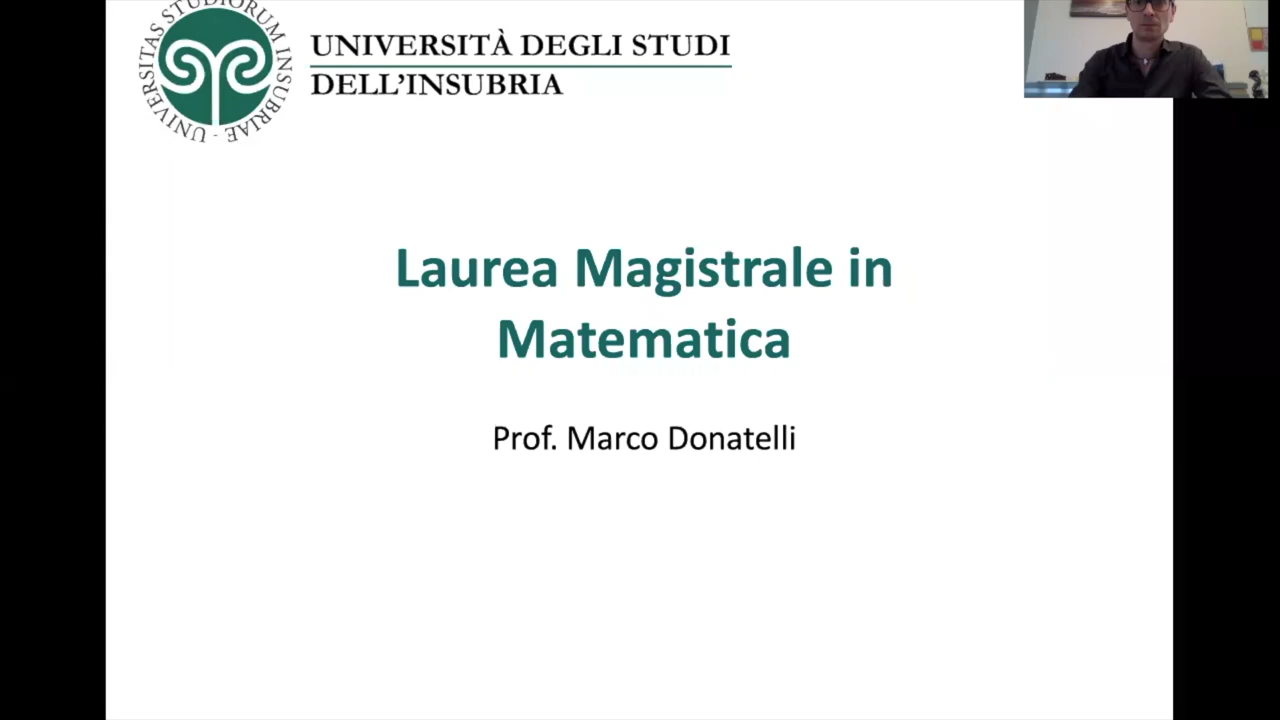 UNIVERSITAS STUDIORUM INSUBRIAE -
UNIVERSITÀ DEGLI STUDI
DELL'INSUBRIA
Laurea Magistrale in
Matematica
Prof. Marco Donatelli